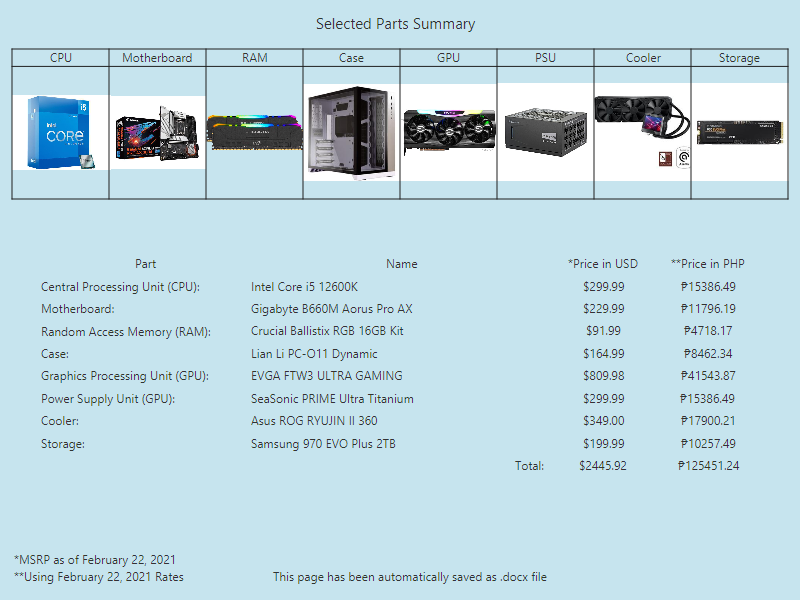 Selected Parts Summary
CPU Motherboard RAM Case GPU PSU Cooler Storage
intel
CORE
i5
Part Name *Price in USD **Price in PHP
Central Processing Unit (CPU): Intel Core i5 12600K $299.99 ₱15386.49
Motherboard: Gigabyte B660M Aorus Pro AX $229.99 ₱11796.19
Random Access Memory (RAM): Crucial Ballistix RGB 16GB Kit $91.99 ₱4718.17
Case: Lian Li PC-O11 Dynamic $164.99 ₱8462.34
Graphics Processing Unit (GPU): EVGA FTW3 ULTRA GAMING $809.98 ₱41543.87
Power Supply Unit (GPU): SeaSonic PRIME Ultra Titanium $299.99 ₱15386.49
Cooler: Asus ROG RYUJIN II 360 $349.00 ₱17900.21
Storage: Samsung 970 EVO Plus 2TB $199.99 ₱10257.49
Total: $2445.92 ₱125451.24
*MSRP as of February 22, 2021
**Using February 22, 2021 Rates This page has been automatically saved as .docx file